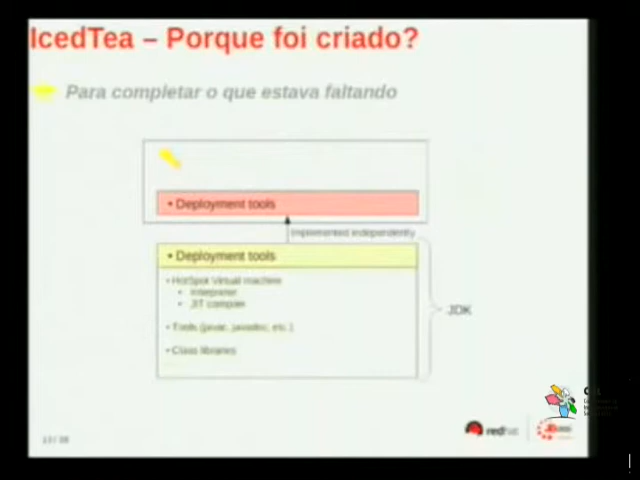 IcedTea – Porque foi criado?
Para completar o que estava faltando
• Deployment tools
Implemented independently
• Deployment tools
• HotSpot Virtual machine
• Interpreter
• JIT compiler
• Tools (javac, javadoc, etc.)
• Class libraries
JDK
redhat